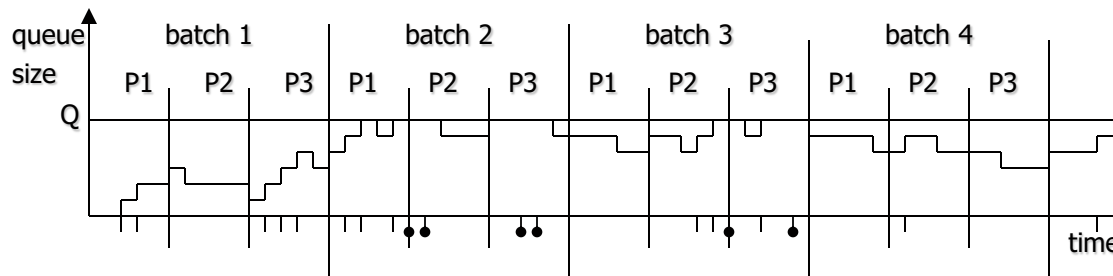 queue batch 1 batch 2 batch 3 batch 4
size P1 P2 P3 P1 P2 P3 P1 P2 P3 P1 P2 P3
Q
time